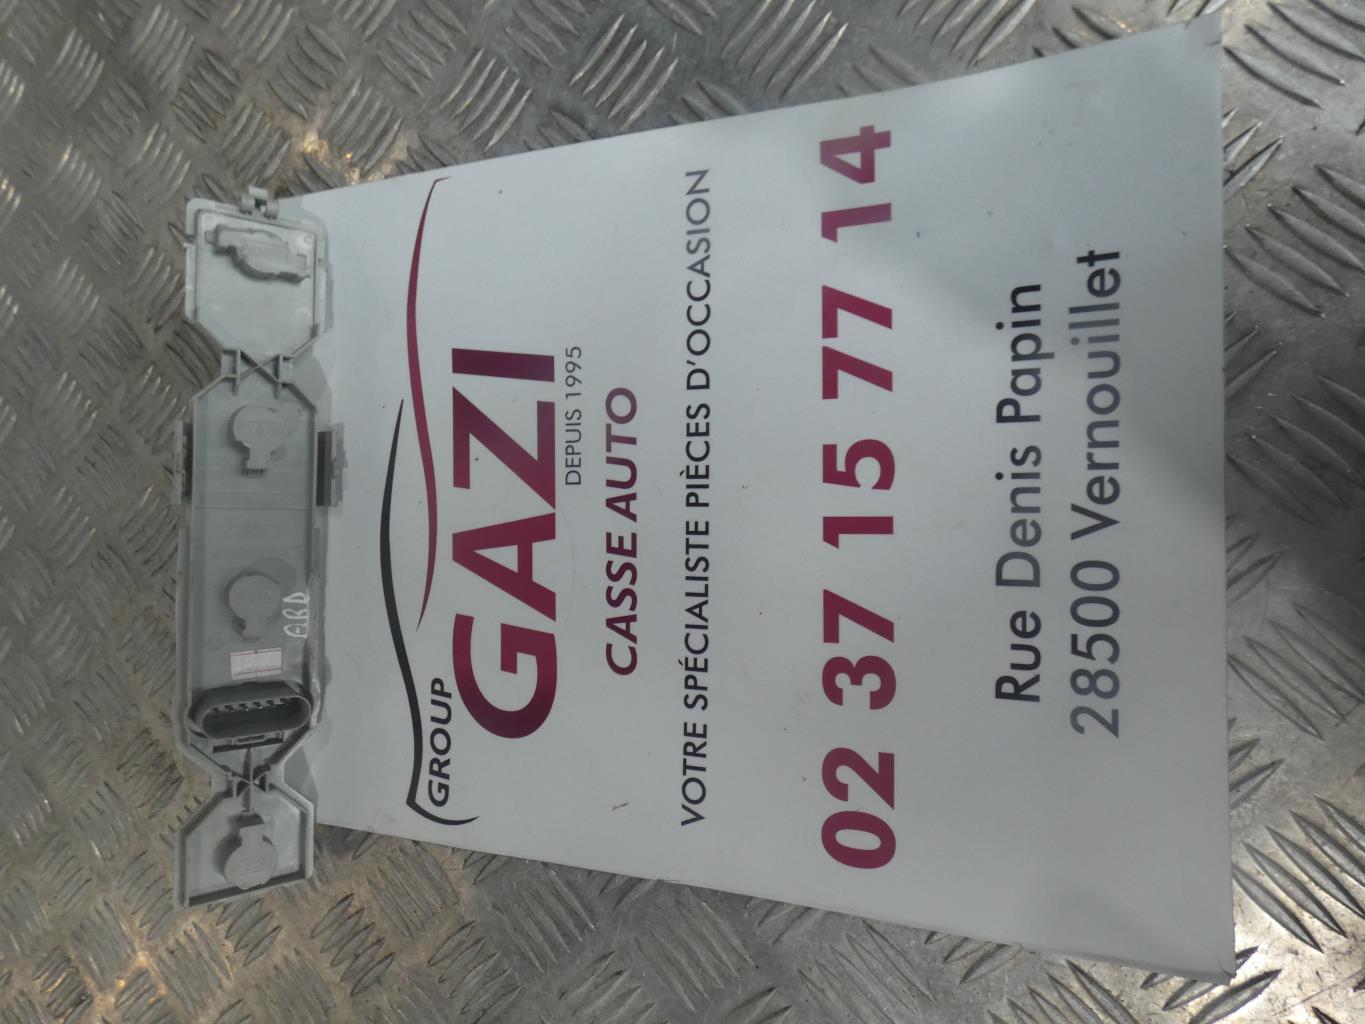 GROUP
GAZI
DEPUIS 1995
CASSE AUTO
VOTRE SPÉCIALISTE PIÈCES D'OCCASION
02 37 15 77 14
Rue Denis Papin
28500 Vernouillet
ARD